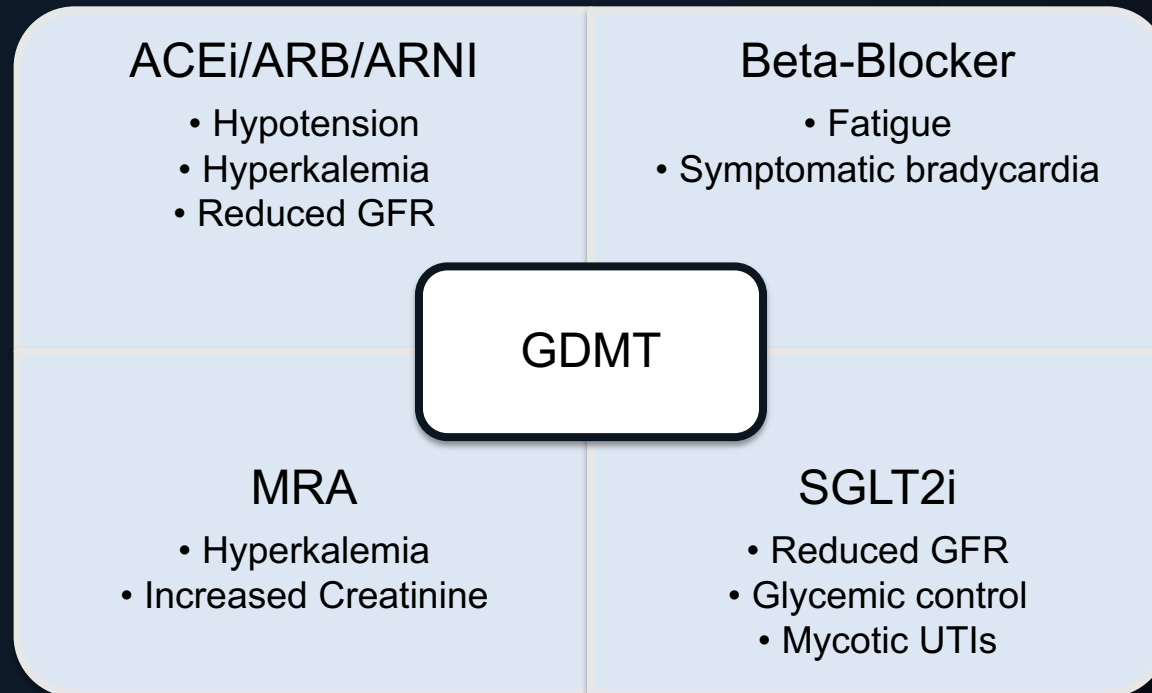 ACEi/ARB/ARNI
• Hypotension
• Hyperkalemia
• Reduced GFR
Beta-Blocker
• Fatigue
• Symptomatic bradycardia
GDMT
MRA
• Hyperkalemia
• Increased Creatinine
SGLT2i
• Reduced GFR
• Glycemic control
• Mycotic UTIs